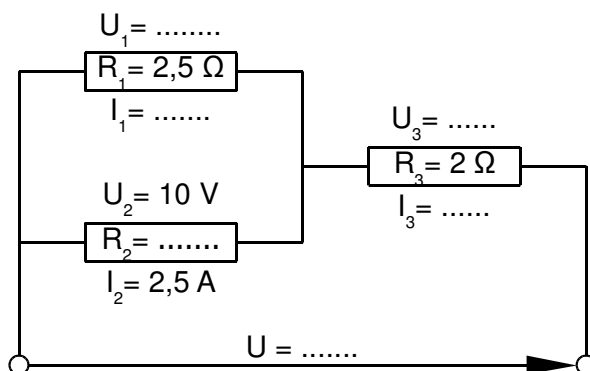 U₁= ........
R₁= 2,5 Ω
I₁= .......
U₃= ......
R₃= 2 Ω
I₃= ......
U₂= 10 V
R₂= .......
I₂= 2,5 A
U = .......